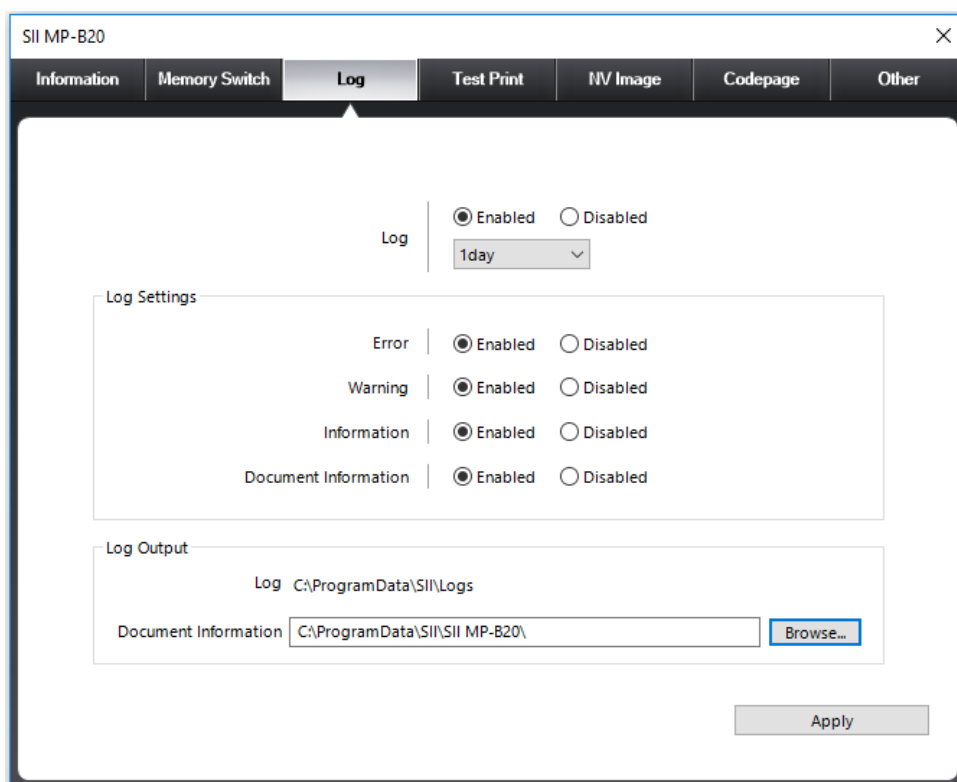 SII MP-B20
Information Memory Switch Log Test Print NV Image Codepage Other
Log Enabled Disabled
1day
Log Settings
Error Enabled Disabled
Warning Enabled Disabled
Information Enabled Disabled
Document Information Enabled Disabled
Log Output
Log C:\ProgramData\SII\Logs
Document Information C:\ProgramData\SII\SII MP-B20\ Browse...
Apply